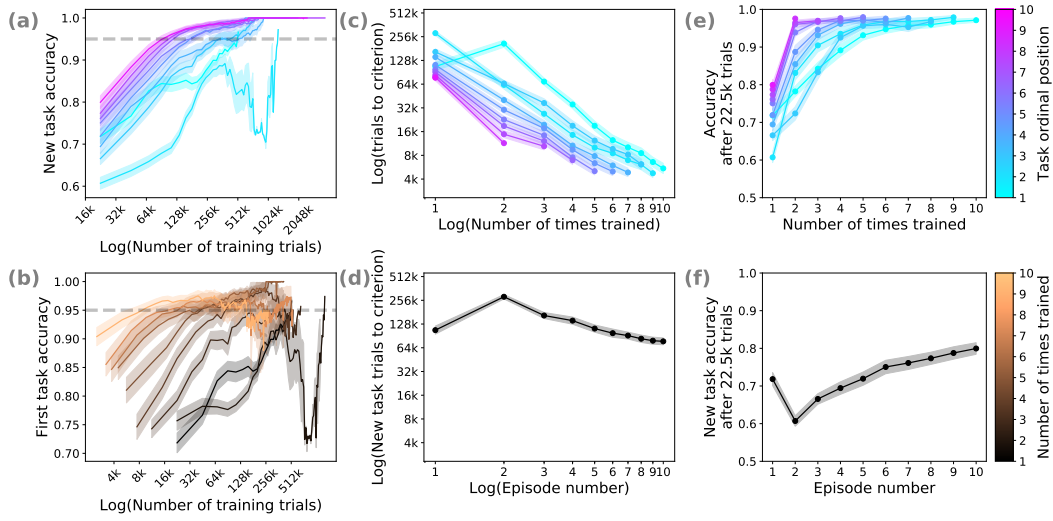 (a)
New task accuracy
1.0
0.9
0.8
0.7
0.6
16k
32k
64k
128k
256k
512k
1024k
2048k
Log(Number of training trials)
(c)
Log(trials to criterion)
512k
256k
128k
64k
32k
16k
8k
4k
1
2
3
4
5
6
7
8
9
10
Log(Number of times trained)
(e)
Accuracy
after 22.5k trials
1.0
0.9
0.8
0.7
0.6
0.5
1
2
3
4
5
6
7
8
9
10
Number of times trained
10
9
8
7
6
5
4
3
2
1
Task ordinal position
(b)
First task accuracy
1.00
0.95
0.90
0.85
0.80
0.75
0.70
4k
8k
16k
32k
64k
128k
256k
512k
Log(Number of training trials)
(d)
Log(New task trials to criterion)
512k
256k
128k
64k
32k
16k
8k
4k
1
2
3
4
5
6
7
8
9
10
Log(Episode number)
(f)
New task accuracy
after 22.5k trials
1.0
0.9
0.8
0.7
0.6
0.5
1
2
3
4
5
6
7
8
9
10
Episode number
10
9
8
7
6
5
4
3
2
1
Number of times trained